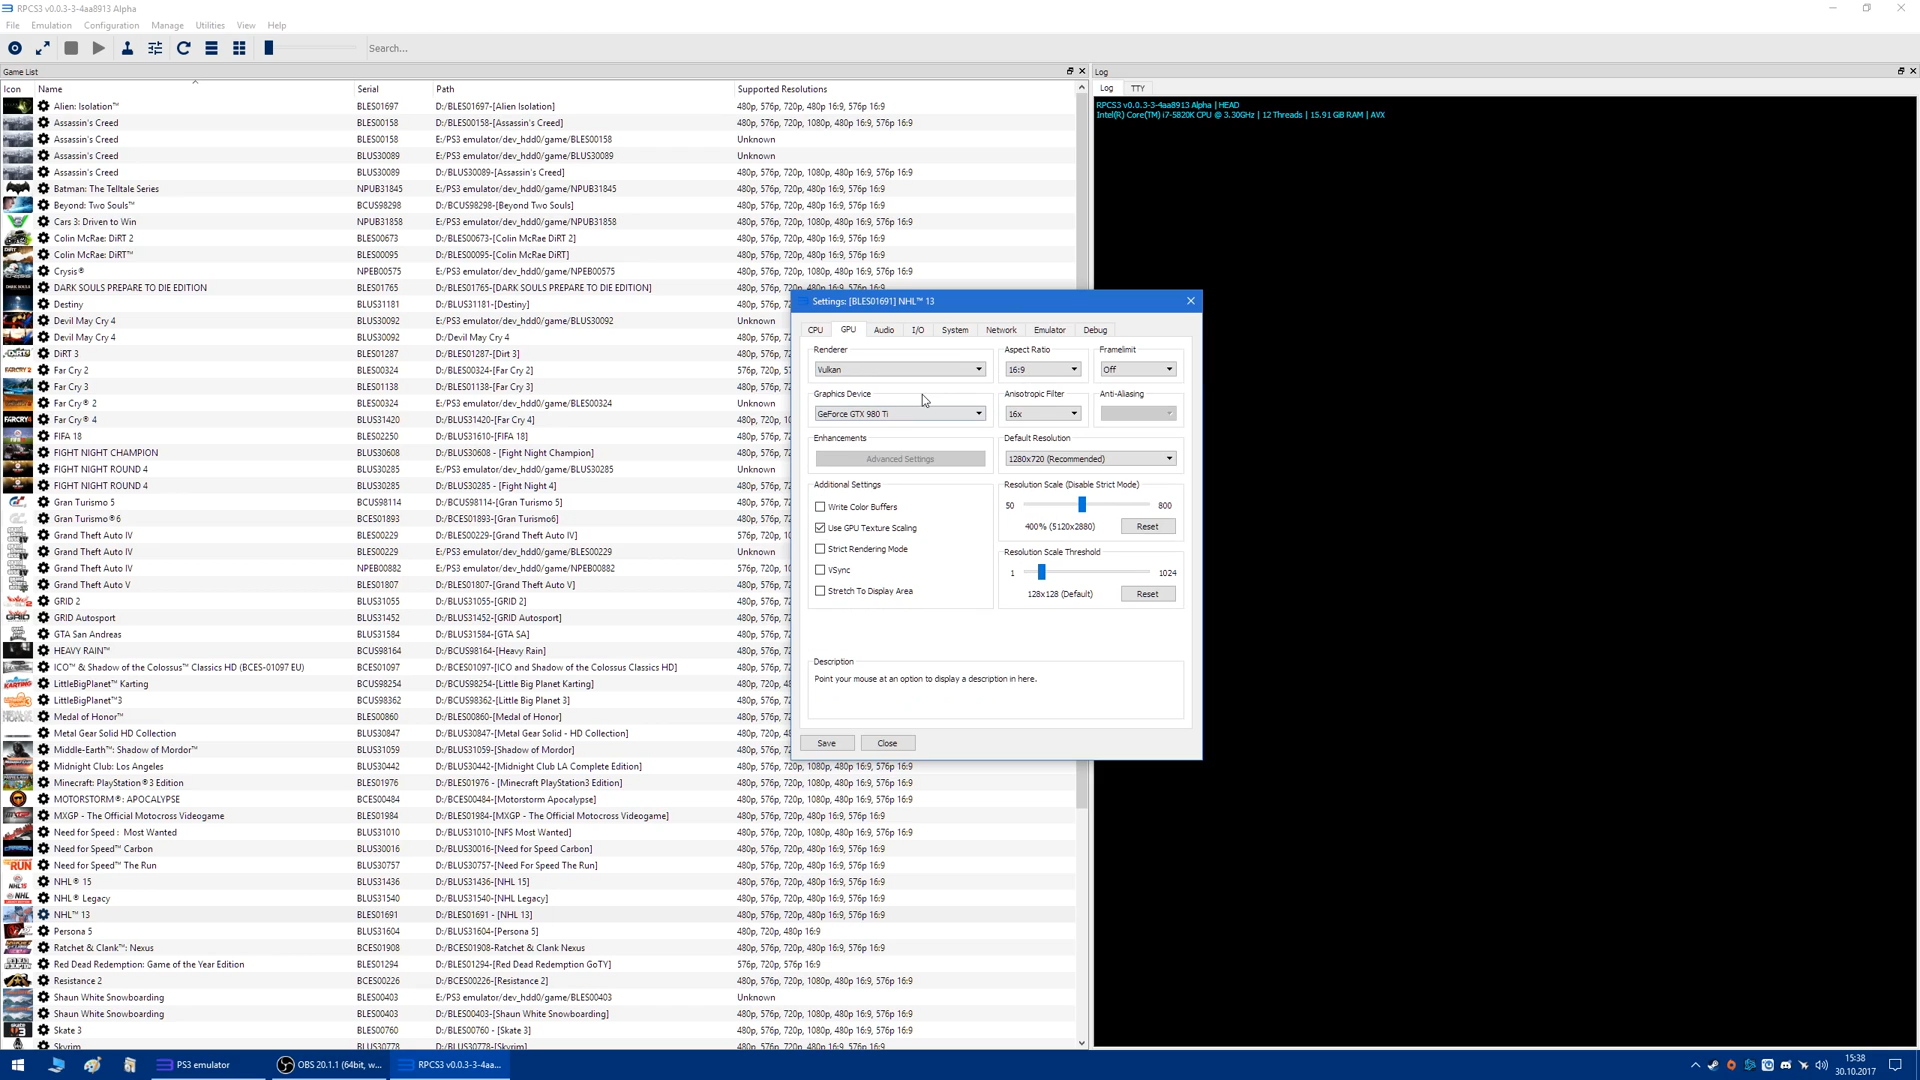 RPCS3 v0.0.3-3-4aa8913 Alpha
File Emulation Configuration Manage Utilities View Help
Search...
Game List
Icon Name Serial Path Supported Resolutions
Alien: Isolation™ BLES01697 D:/BLES01697-[Alien Isolation] 480p, 576p, 720p, 480p 16:9, 576p 16:9
Assassin's Creed BLES00158 D:/BLES00158-[Assassin's Creed] 480p, 576p, 720p, 1080p, 480p 16:9, 576p 16:9
Assassin's Creed BLES00158 E:/PS3 emulator/dev_hdd0/game/BLES00158 Unknown
Assassin's Creed BLUS30089 E:/PS3 emulator/dev_hdd0/game/BLUS30089 Unknown
Assassin's Creed BLUS30089 D:/BLUS30089-[Assassin's Creed] 480p, 576p, 720p, 1080p, 480p 16:9, 576p 16:9
Batman: The Telltale Series NPUB31845 E:/PS3 emulator/dev_hdd0/game/NPUB31845 480p, 576p, 720p, 480p 16:9, 576p 16:9
Beyond: Two Souls™ BCUS98298 D:/BCUS98298-[Beyond Two Souls] 480p, 576p, 720p, 480p 16:9, 576p 16:9
Cars 3: Driven to Win NPUB31858 E:/PS3 emulator/dev_hdd0/game/NPUB31858 480p, 576p, 720p, 1080p, 480p 16:9, 576p 16:9
Colin McRae: DiRT 2 BLES00673 D:/BLES00673-[Colin McRae DiRT 2] 480p, 576p, 720p, 480p 16:9, 576p 16:9
Colin McRae: DiRT™ BLES00095 D:/BLES00095-[Colin McRae DiRT] 480p, 576p, 720p, 480p 16:9, 576p 16:9
Crysis® NPEB00575 E:/PS3 emulator/dev_hdd0/game/NPEB00575 480p, 576p, 720p, 1080p, 480p 16:9, 576p 16:9
DARK SOULS PREPARE TO DIE EDITION BLES01765 D:/BLES01765-[DARK SOULS PREPARE TO DIE EDITION] 480p, 576p, 720p, 480p 16:9, 576p 16:9
Destiny BLUS31181 D:/BLUS31181-[Destiny]
Devil May Cry 4 BLUS30092 E:/PS3 emulator/dev_hdd0/game/BLUS30092 Unknown
Devil May Cry 4 BLUS30092 D:/Devil May Cry 4
DiRT 3 BLES01287 D:/BLES01287-[Dirt 3]
Far Cry 2 BLES00324 D:/BLES00324-[Far Cry 2]
Far Cry 3 BLES01138 D:/BLES01138-[Far Cry 3]
Far Cry® 2 BLES00324 E:/PS3 emulator/dev_hdd0/game/BLES00324 Unknown
Far Cry® 4 BLUS31420 D:/BLUS31420-[Far Cry 4]
FIFA 18 BLES02250 D:/BLUS31610-[FIFA 18]
FIGHT NIGHT CHAMPION BLUS30608 D:/BLUS30608 - [Fight Night Champion]
FIGHT NIGHT ROUND 4 BLUS30285 E:/PS3 emulator/dev_hdd0/game/BLUS30285 Unknown
FIGHT NIGHT ROUND 4 BLUS30285 D:/BLUS30285 - [Fight Night 4]
Gran Turismo 5 BCUS98114 D:/BCUS98114-[Gran Turismo 5]
Gran Turismo®6 BCES01893 D:/BCES01893-[Gran Turismo6]
Grand Theft Auto IV BLES00229 D:/BLES00229-[Grand Theft Auto IV]
Grand Theft Auto IV BLES00229 E:/PS3 emulator/dev_hdd0/game/BLES00229 Unknown
Grand Theft Auto IV NPEB00882 E:/PS3 emulator/dev_hdd0/game/NPEB00882
Grand Theft Auto V BLES01807 D:/BLES01807-[Grand Theft Auto V]
GRID 2 BLUS31055 D:/BLUS31055-[GRID 2]
GRID Autosport BLUS31452 D:/BLUS31452-[GRID Autosport]
GTA San Andreas BLUS31584 D:/BLUS31584-[GTA SA]
HEAVY RAIN™ BCUS98164 D:/BCUS98164-[Heavy Rain]
ICO™ & Shadow of the Colossus™ Classics HD (BCES-01097 EU) BCES01097 D:/BCES01097-[ICO and Shadow of the Colossus Classics HD]
LittleBigPlanet™ Karting BCUS98254 D:/BCUS98254-[Little Big Planet Karting]
LittleBigPlanet™3 BCUS98362 D:/BCUS98362-[Little Big Planet 3]
Medal of Honor™ BLES00860 D:/BLES00860-[Medal of Honor]
Metal Gear Solid HD Collection BLUS30847 D:/BLUS30847-[Metal Gear Solid - HD Collection]
Middle-Earth™: Shadow of Mordor™ BLUS31059 D:/BLUS31059-[Shadow of Mordor]
Midnight Club: Los Angeles BLUS30442 D:/BLUS30442-[Midnight Club LA Complete Edition] 480p, 576p, 720p, 480p 16:9, 576p 16:9
Minecraft: PlayStation®3 Edition BLES01976 D:/BLES01976 - [Minecraft PlayStation3 Edition] 480p, 576p, 720p, 1080p, 480p 16:9, 576p 16:9
MOTORSTORM®: APOCALYPSE BCES00484 D:/BCES00484-[Motorstorm Apocalypse] 480p, 576p, 720p, 1080p, 480p 16:9, 576p 16:9
MXGP - The Official Motocross Videogame BLES01984 D:/BLES01984-[MXGP - The Official Motocross Videogame] 480p, 576p, 720p, 480p 16:9, 576p 16:9
Need for Speed : Most Wanted BLUS31010 D:/BLUS31010-[NFS Most Wanted] 480p, 576p, 720p, 1080p, 480p 16:9, 576p 16:9
Need for Speed™ Carbon BLUS30016 D:/BLUS30016-[Need for Speed Carbon] 480p, 576p, 720p, 480p 16:9, 576p 16:9
Need for Speed™ The Run BLUS30757 D:/BLUS30757-[Need For Speed The Run] 480p, 576p, 720p, 480p 16:9, 576p 16:9
NHL® 15 BLUS31436 D:/BLUS31436-[NHL 15] 480p, 576p, 720p, 480p 16:9, 576p 16:9
NHL® Legacy BLUS31540 D:/BLUS31540-[NHL Legacy] 480p, 576p, 720p, 480p 16:9, 576p 16:9
NHL™ 13 BLES01691 D:/BLES01691 - [NHL 13] 480p, 576p, 720p, 480p 16:9, 576p 16:9
Persona 5 BLUS31604 D:/BLUS31604-[Persona 5] 480p, 720p, 480p 16:9
Ratchet & Clank™: Nexus BCES01908 D:/BCES01908-Ratchet & Clank Nexus 480p, 576p, 720p, 480p 16:9, 576p 16:9
Red Dead Redemption: Game of the Year Edition BLES01294 D:/BLES01294-[Red Dead Redemption GoTY] 576p, 720p, 576p 16:9
Resistance 2 BCES00226 D:/BCES00226-[Resistance 2] 480p, 576p, 720p, 480p 16:9, 576p 16:9
Shaun White Snowboarding BLES00403 E:/PS3 emulator/dev_hdd0/game/BLES00403 Unknown
Shaun White Snowboarding BLES00403 D:/BLES00403-[Shaun White Snowboarding] 480p, 576p, 720p, 1080p, 480p 16:9, 576p 16:9
Skate 3 BLES00760 D:/BLES00760 - [Skate 3] 480p, 576p, 720p, 480p 16:9, 576p 16:9
Skyrim BLUS30778 D:/BLUS30778-[Skyrim] 480p, 576p, 720p, 480p 16:9, 576p 16:9
Log
Log TTY
RPCS3 v0.0.3-3-4aa8913 Alpha | HEAD
Intel(R) Core(TM) i7-5820K CPU @ 3.30GHz | 12 Threads | 15.91 GB RAM | AVX
Settings: [BLES01691] NHL™ 13
CPU GPU Audio I/O System Network Emulator Debug
Renderer Aspect Ratio Framelimit
Vulkan 16:9 Off
Graphics Device Anisotropic Filter Anti-Aliasing
GeForce GTX 980 Ti 16x
Enhancements Default Resolution
Advanced Settings 1280x720 (Recommended)
Additional Settings Resolution Scale (Disable Strict Mode)
Write Color Buffers 50 800
Use GPU Texture Scaling 400% (5120x2880) Reset
Strict Rendering Mode Resolution Scale Threshold
VSync 1 1024
Stretch To Display Area 128x128 (Default) Reset
Description
Point your mouse at an option to display a description in here.
Save Close
PS3 emulator OBS 20.1.1 (64bit, w... RPCS3 v0.0.3-3-4aa...
15:38
30.10.2017